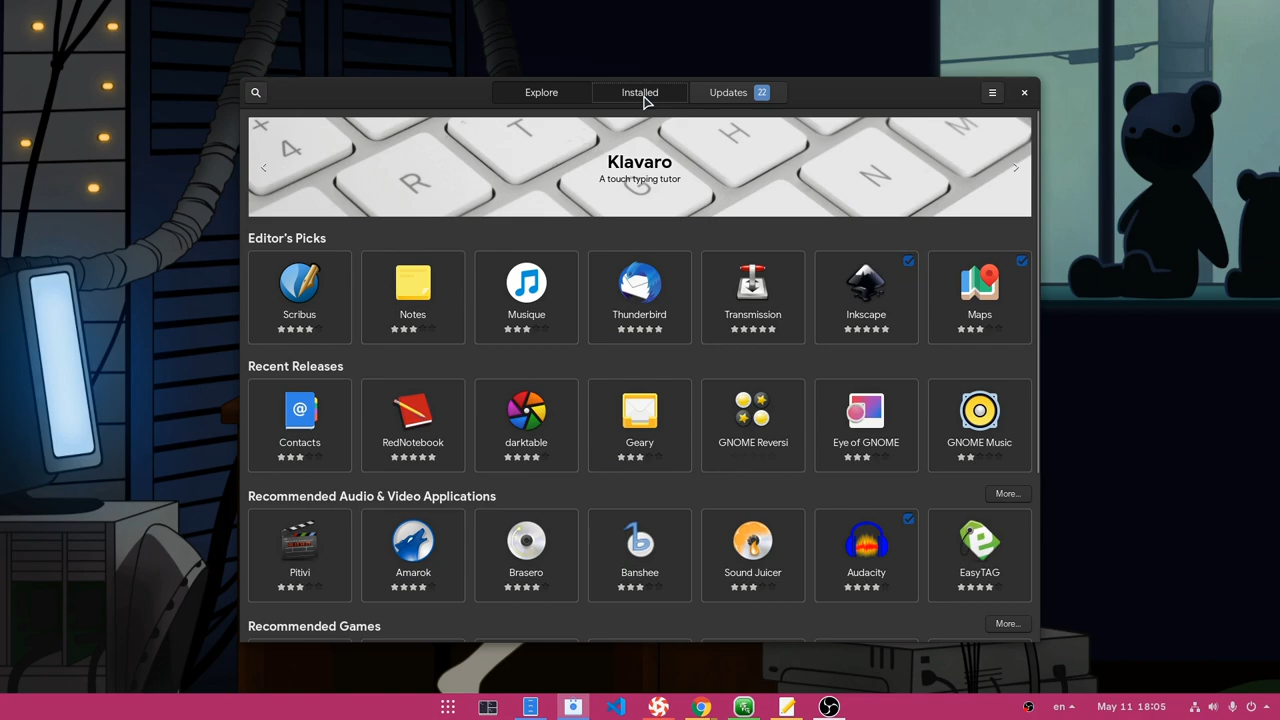 Explore Installed Updates 22
Klavaro
A touch typing tutor
Editor's Picks
Scribus Notes Musique Thunderbird Transmission Inkscape Maps
Recent Releases
Contacts RedNotebook darktable Geary GNOME Reversi Eye of GNOME GNOME Music
Recommended Audio & Video Applications More...
Pitivi Amarok Brasero Banshee Sound Juicer Audacity EasyTAG
Recommended Games More...
en May 11 18:05